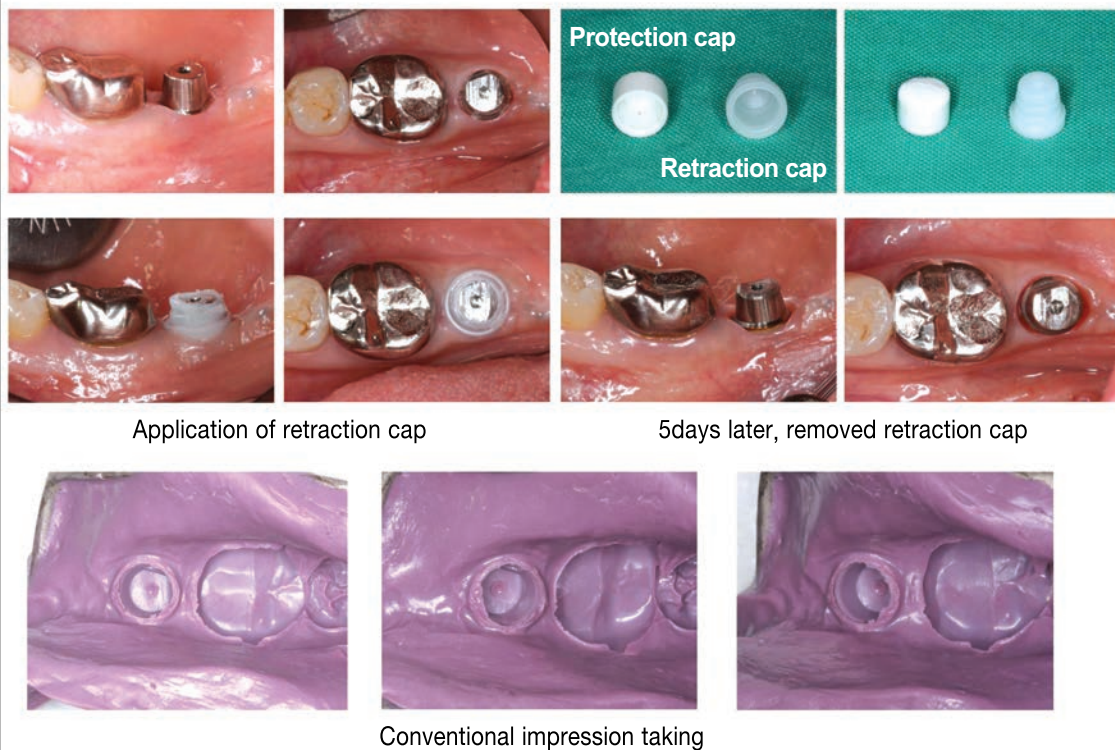 Protection cap
Retraction cap
Application of retraction cap
5days later, removed retraction cap
Conventional impression taking